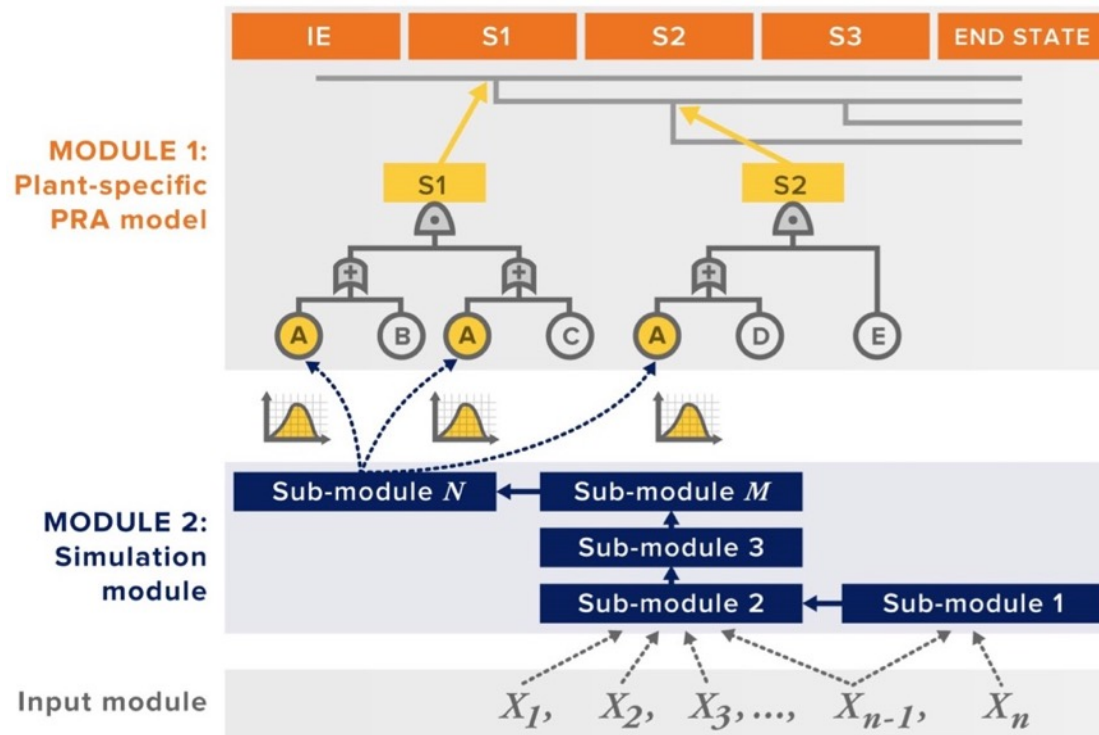 IE S1 S2 S3 END STATE
MODULE 1:
Plant-specific
PRA model
S1 S2
+ + +
A B A C A D E
MODULE 2:
Simulation
module
Sub-module N Sub-module M
Sub-module 3
Sub-module 2 Sub-module 1
Input module
X1, X2, X3, ..., Xn-1, Xn